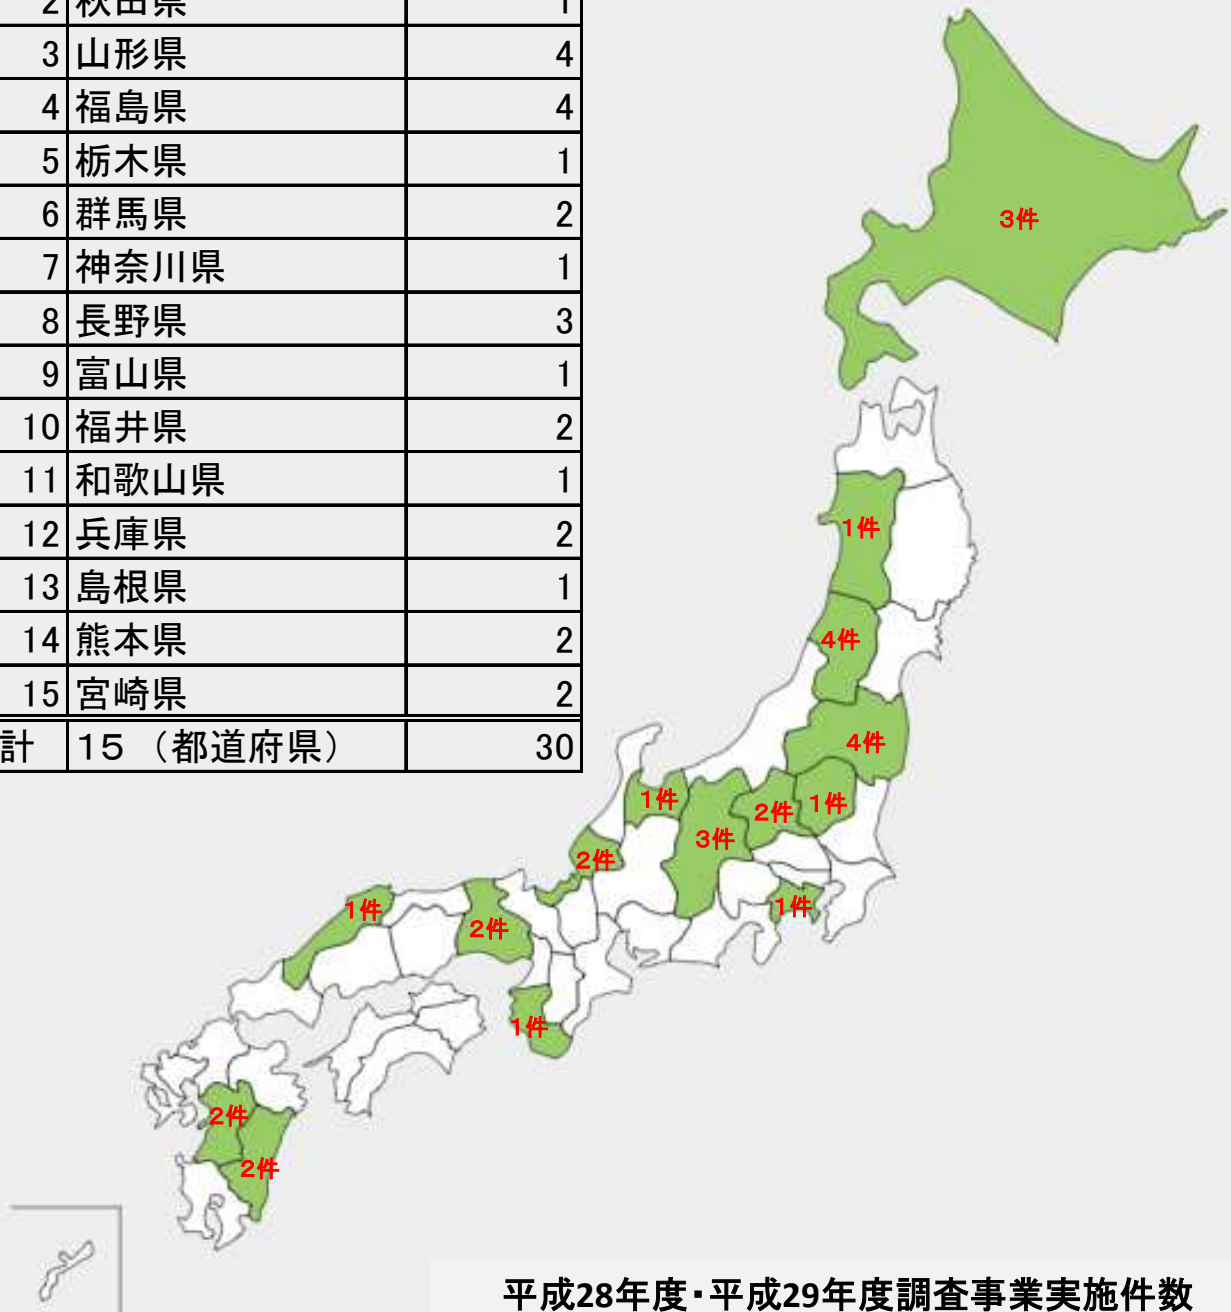 2 秋田県 1
3 山形県 4
4 福島県 4
5 栃木県 1
6 群馬県 2
7 神奈川県 1
8 長野県 3
9 富山県 1
10 福井県 2
11 和歌山県 1
12 兵庫県 2
13 島根県 1
14 熊本県 2
15 宮崎県 2
計 15 （都道府県） 30
3件
1件
4件
4件
1件
2件
1件
3件
2件
1件
1件
2件
1件
2件
2件
平成28年度・平成29年度調査事業実施件数